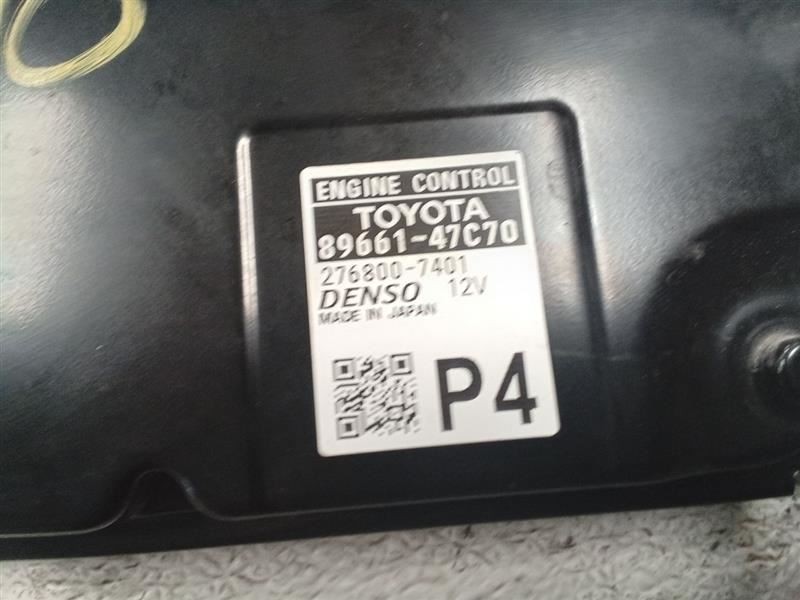 ENGINE CONTROL
TOYOTA
89661-47C70
276800-7401
DENSO 12V
MADE IN JAPAN
P4